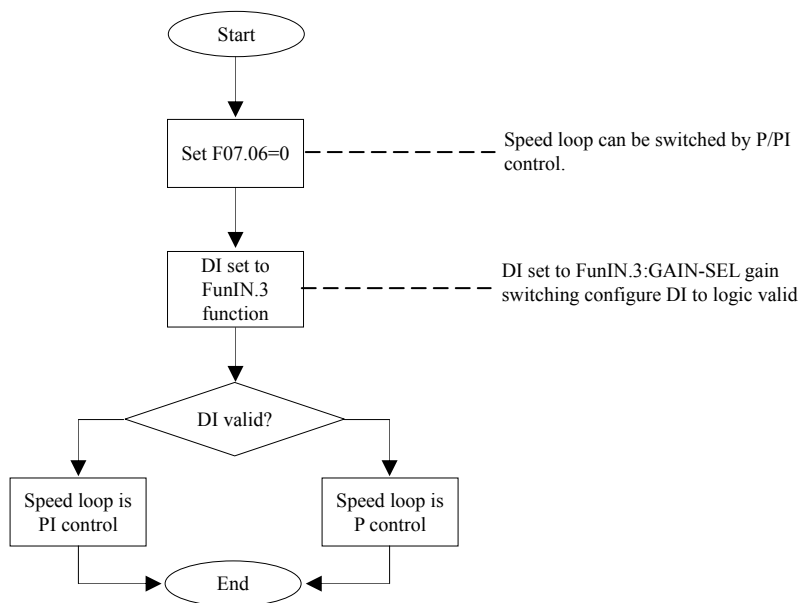 Start
Set F07.06=0
Speed loop can be switched by P/PI
control.
DI set to
FunIN.3
function
DI set to FunIN.3:GAIN-SEL gain
switching configure DI to logic valid
DI valid?
Speed loop is
PI control
Speed loop is
P control
End